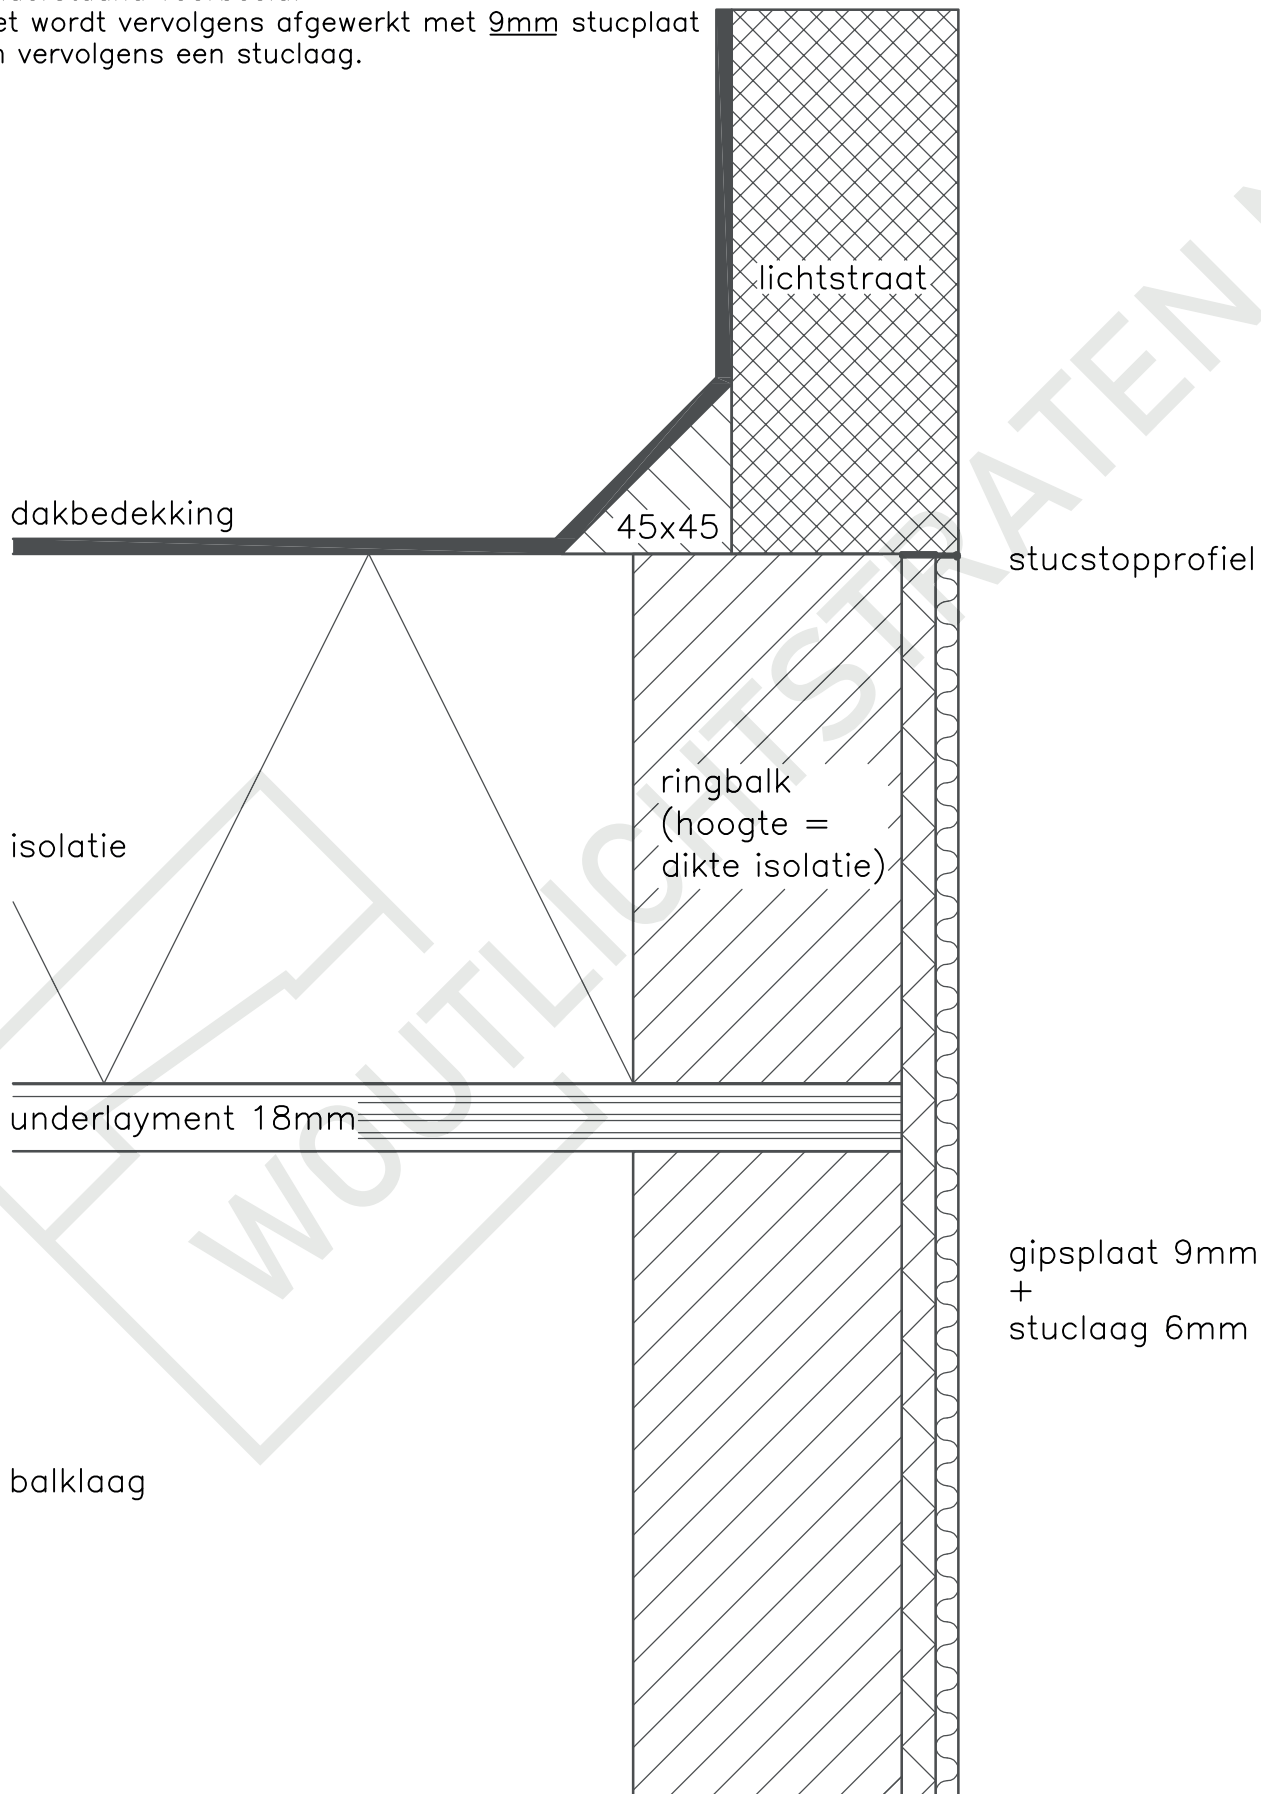 wordt vervolgens afgewerkt met 9mm stucplaat
vervolgens een stuclaag.
lichtstraat
dakbedekking
45x45
stucstopprofiel
ringbalk
(hoogte =
dikte isolatie)
isolatie
underlayment 18mm
gipsplaat 9mm
+
stuclaag 6mm
balklaag
WOUTLICHTSTRATEN